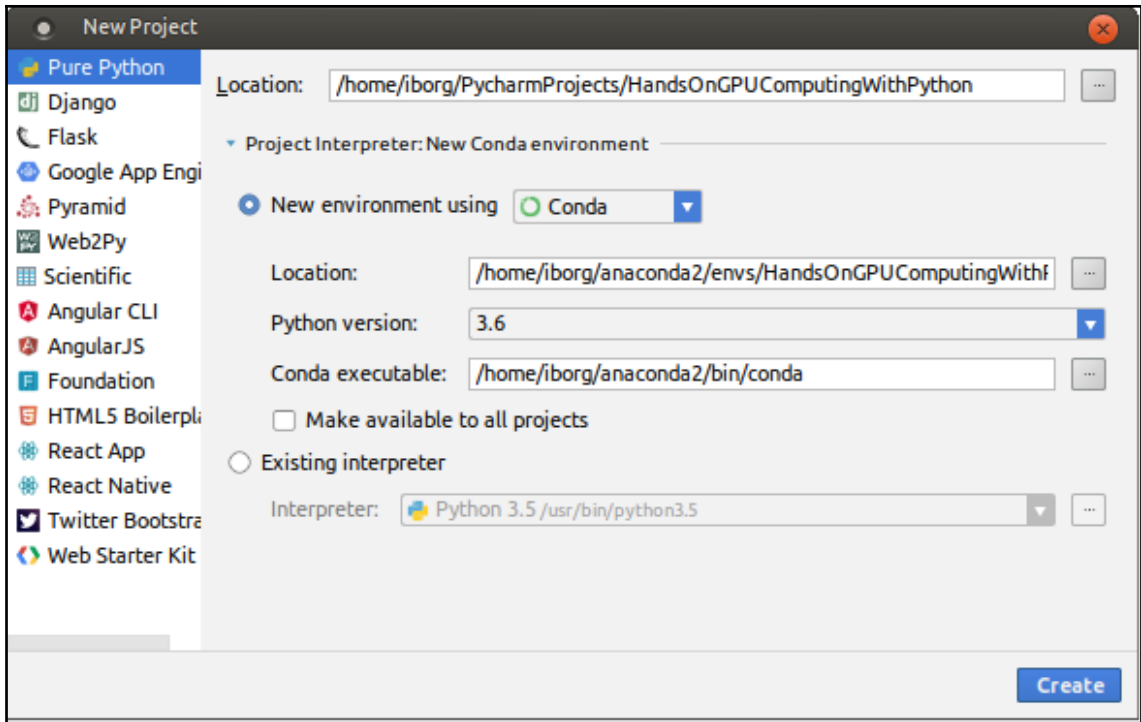 New Project
Pure Python
Django
Flask
Google App Engi
Pyramid
Web2Py
Scientific
Angular CLI
AngularJS
Foundation
HTML5 Boilerpla
React App
React Native
Twitter Bootstra
Web Starter Kit
Location: /home/iborg/PycharmProjects/HandsOnGPUComputingWithPython ...
Project Interpreter: New Conda environment
New environment using Conda
Location: /home/iborg/anaconda2/envs/HandsOnGPUComputingWithP ...
Python version: 3.6
Conda executable: /home/iborg/anaconda2/bin/conda ...
Make available to all projects
Existing interpreter
Interpreter: Python 3.5 /usr/bin/python3.5 ...
Create